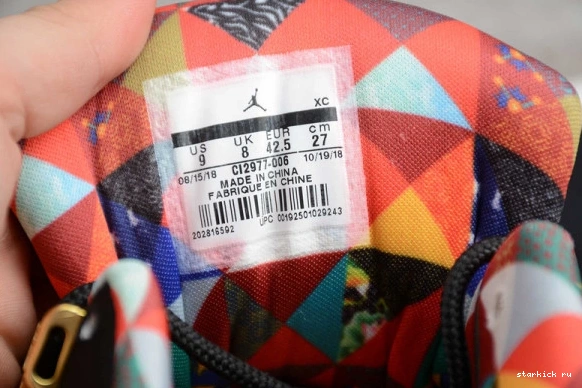 XC
US UK EUR cm
9 8 42.5 27
08/15/18 CI2977-006 10/19/18
MADE IN CHINA
FABRIQUE EN CHINE
202816592 UPC 00192501029243
starkick ru